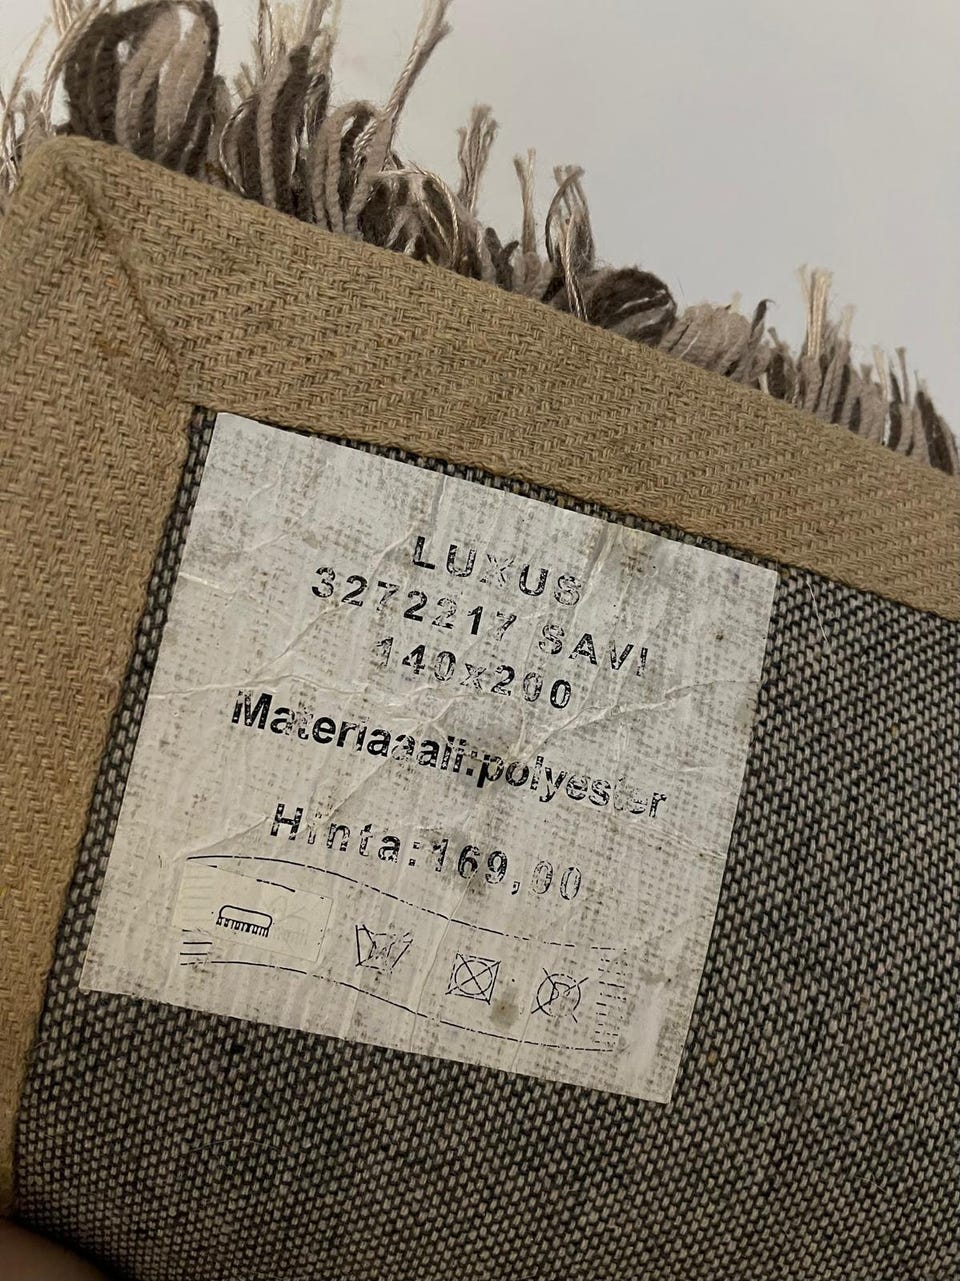 LUXUS
3272217 SAVI
140x200
Materiaaali:polyester
Hinta:169,00